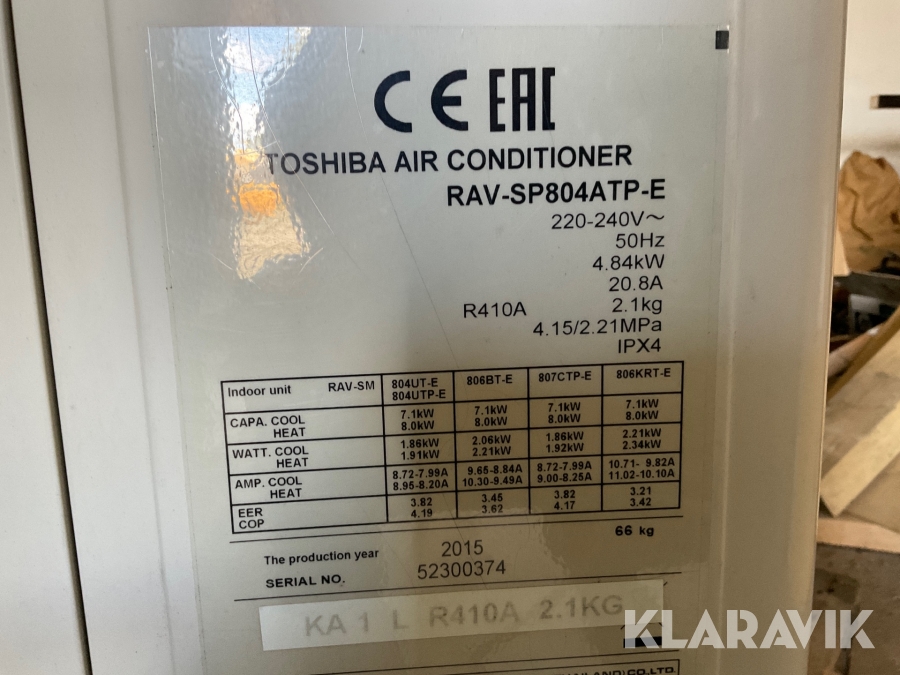 CE EAC
TOSHIBA AIR CONDITIONER
RAV-SP804ATP-E
220-240V～
50Hz
4.84kW
20.8A
R410A 2.1kg
4.15/2.21MPa
IPX4
Indoor unit RAV-SM 804UT-E 804UTP-E 806BT-E 807CTP-E 806KRT-E
CAPA. COOL 7.1kW 7.1kW 7.1kW 7.1kW
HEAT 8.0kW 8.0kW 8.0kW 8.0kW
WATT. COOL 1.86kW 2.06kW 1.86kW 2.21kW
HEAT 1.91kW 2.21kW 1.92kW 2.34kW
AMP. COOL 8.72-7.99A 9.65-8.84A 8.72-7.99A 10.71- 9.82A
HEAT 8.95-8.20A 10.30-9.49A 9.00-8.25A 11.02-10.10A
EER 3.82 3.45 3.82 3.21
COP 4.19 3.62 4.17 3.42
66 kg
The production year 2015
SERIAL NO. 52300374
KA 1 L R410A 2.1KG
KLARAVIK
CO.,LTD.